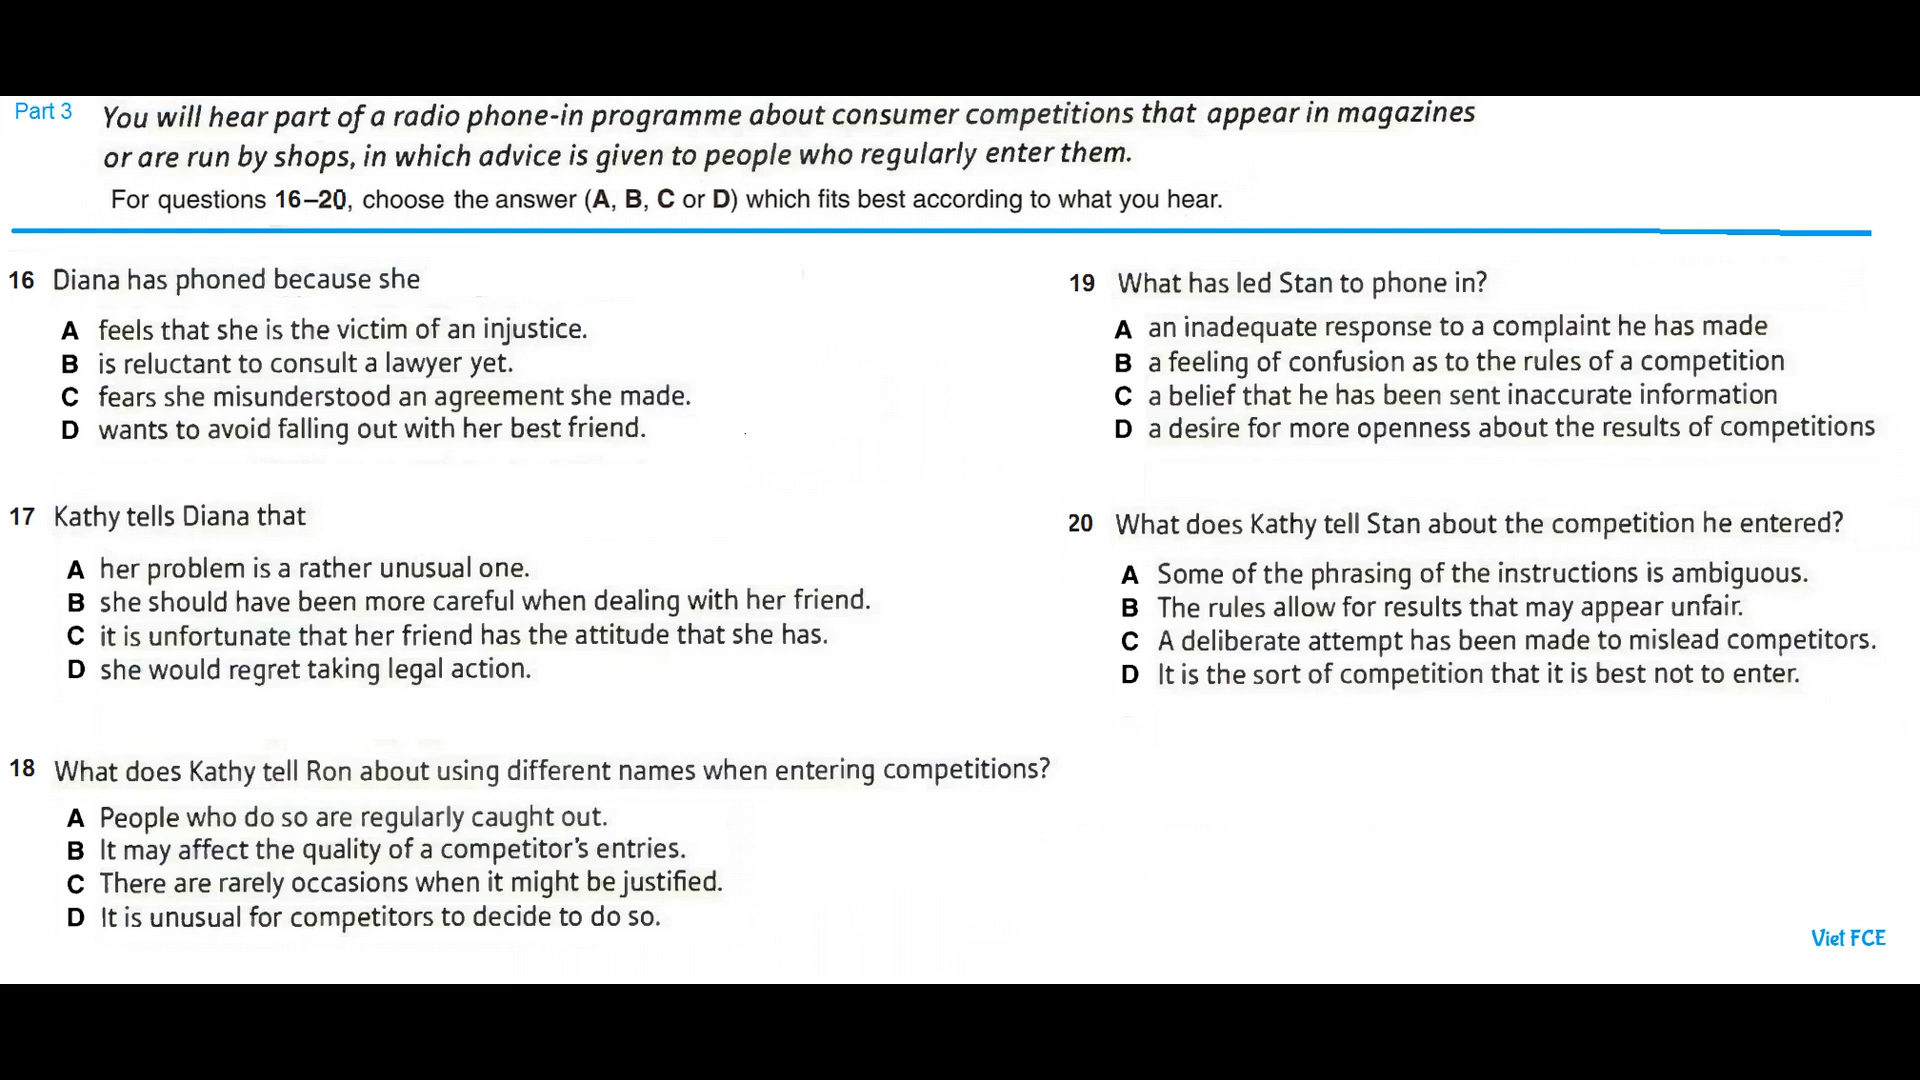 Part 3
You will hear part of a radio phone-in programme about consumer competitions that appear in magazines
or are run by shops, in which advice is given to people who regularly enter them.
For questions 16–20, choose the answer (A, B, C or D) which fits best according to what you hear.
16 Diana has phoned because she
A feels that she is the victim of an injustice.
B is reluctant to consult a lawyer yet.
C fears she misunderstood an agreement she made.
D wants to avoid falling out with her best friend.
17 Kathy tells Diana that
A her problem is a rather unusual one.
B she should have been more careful when dealing with her friend.
C it is unfortunate that her friend has the attitude that she has.
D she would regret taking legal action.
18 What does Kathy tell Ron about using different names when entering competitions?
A People who do so are regularly caught out.
B It may affect the quality of a competitor's entries.
C There are rarely occasions when it might be justified.
D It is unusual for competitors to decide to do so.
19 What has led Stan to phone in?
A an inadequate response to a complaint he has made
B a feeling of confusion as to the rules of a competition
C a belief that he has been sent inaccurate information
D a desire for more openness about the results of competitions
20 What does Kathy tell Stan about the competition he entered?
A Some of the phrasing of the instructions is ambiguous.
B The rules allow for results that may appear unfair.
C A deliberate attempt has been made to mislead competitors.
D It is the sort of competition that it is best not to enter.
Viet FCE